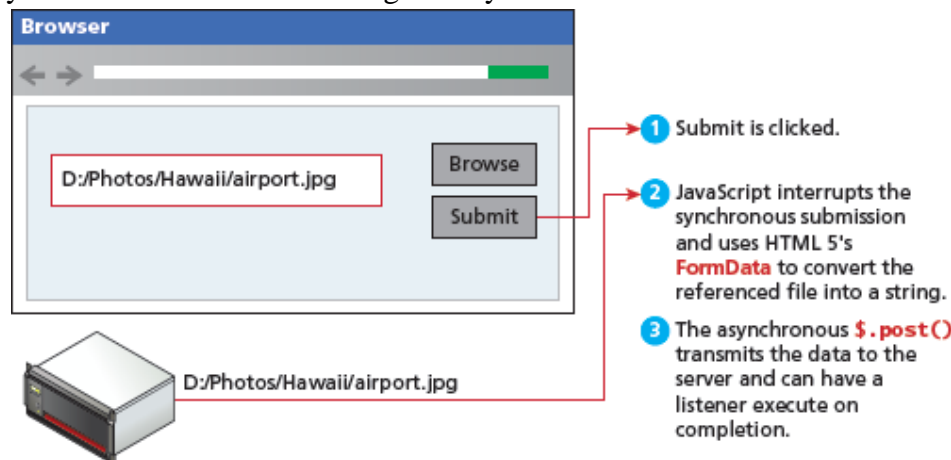 Browser
D:/Photos/Hawaii/airport.jpg
Browse
Submit
1 Submit is clicked.
2 JavaScript interrupts the
synchronous submission
and uses HTML 5's
FormData to convert the
referenced file into a string.
3 The asynchronous $.post()
transmits the data to the
server and can have a
listener execute on
completion.
D:/Photos/Hawaii/airport.jpg